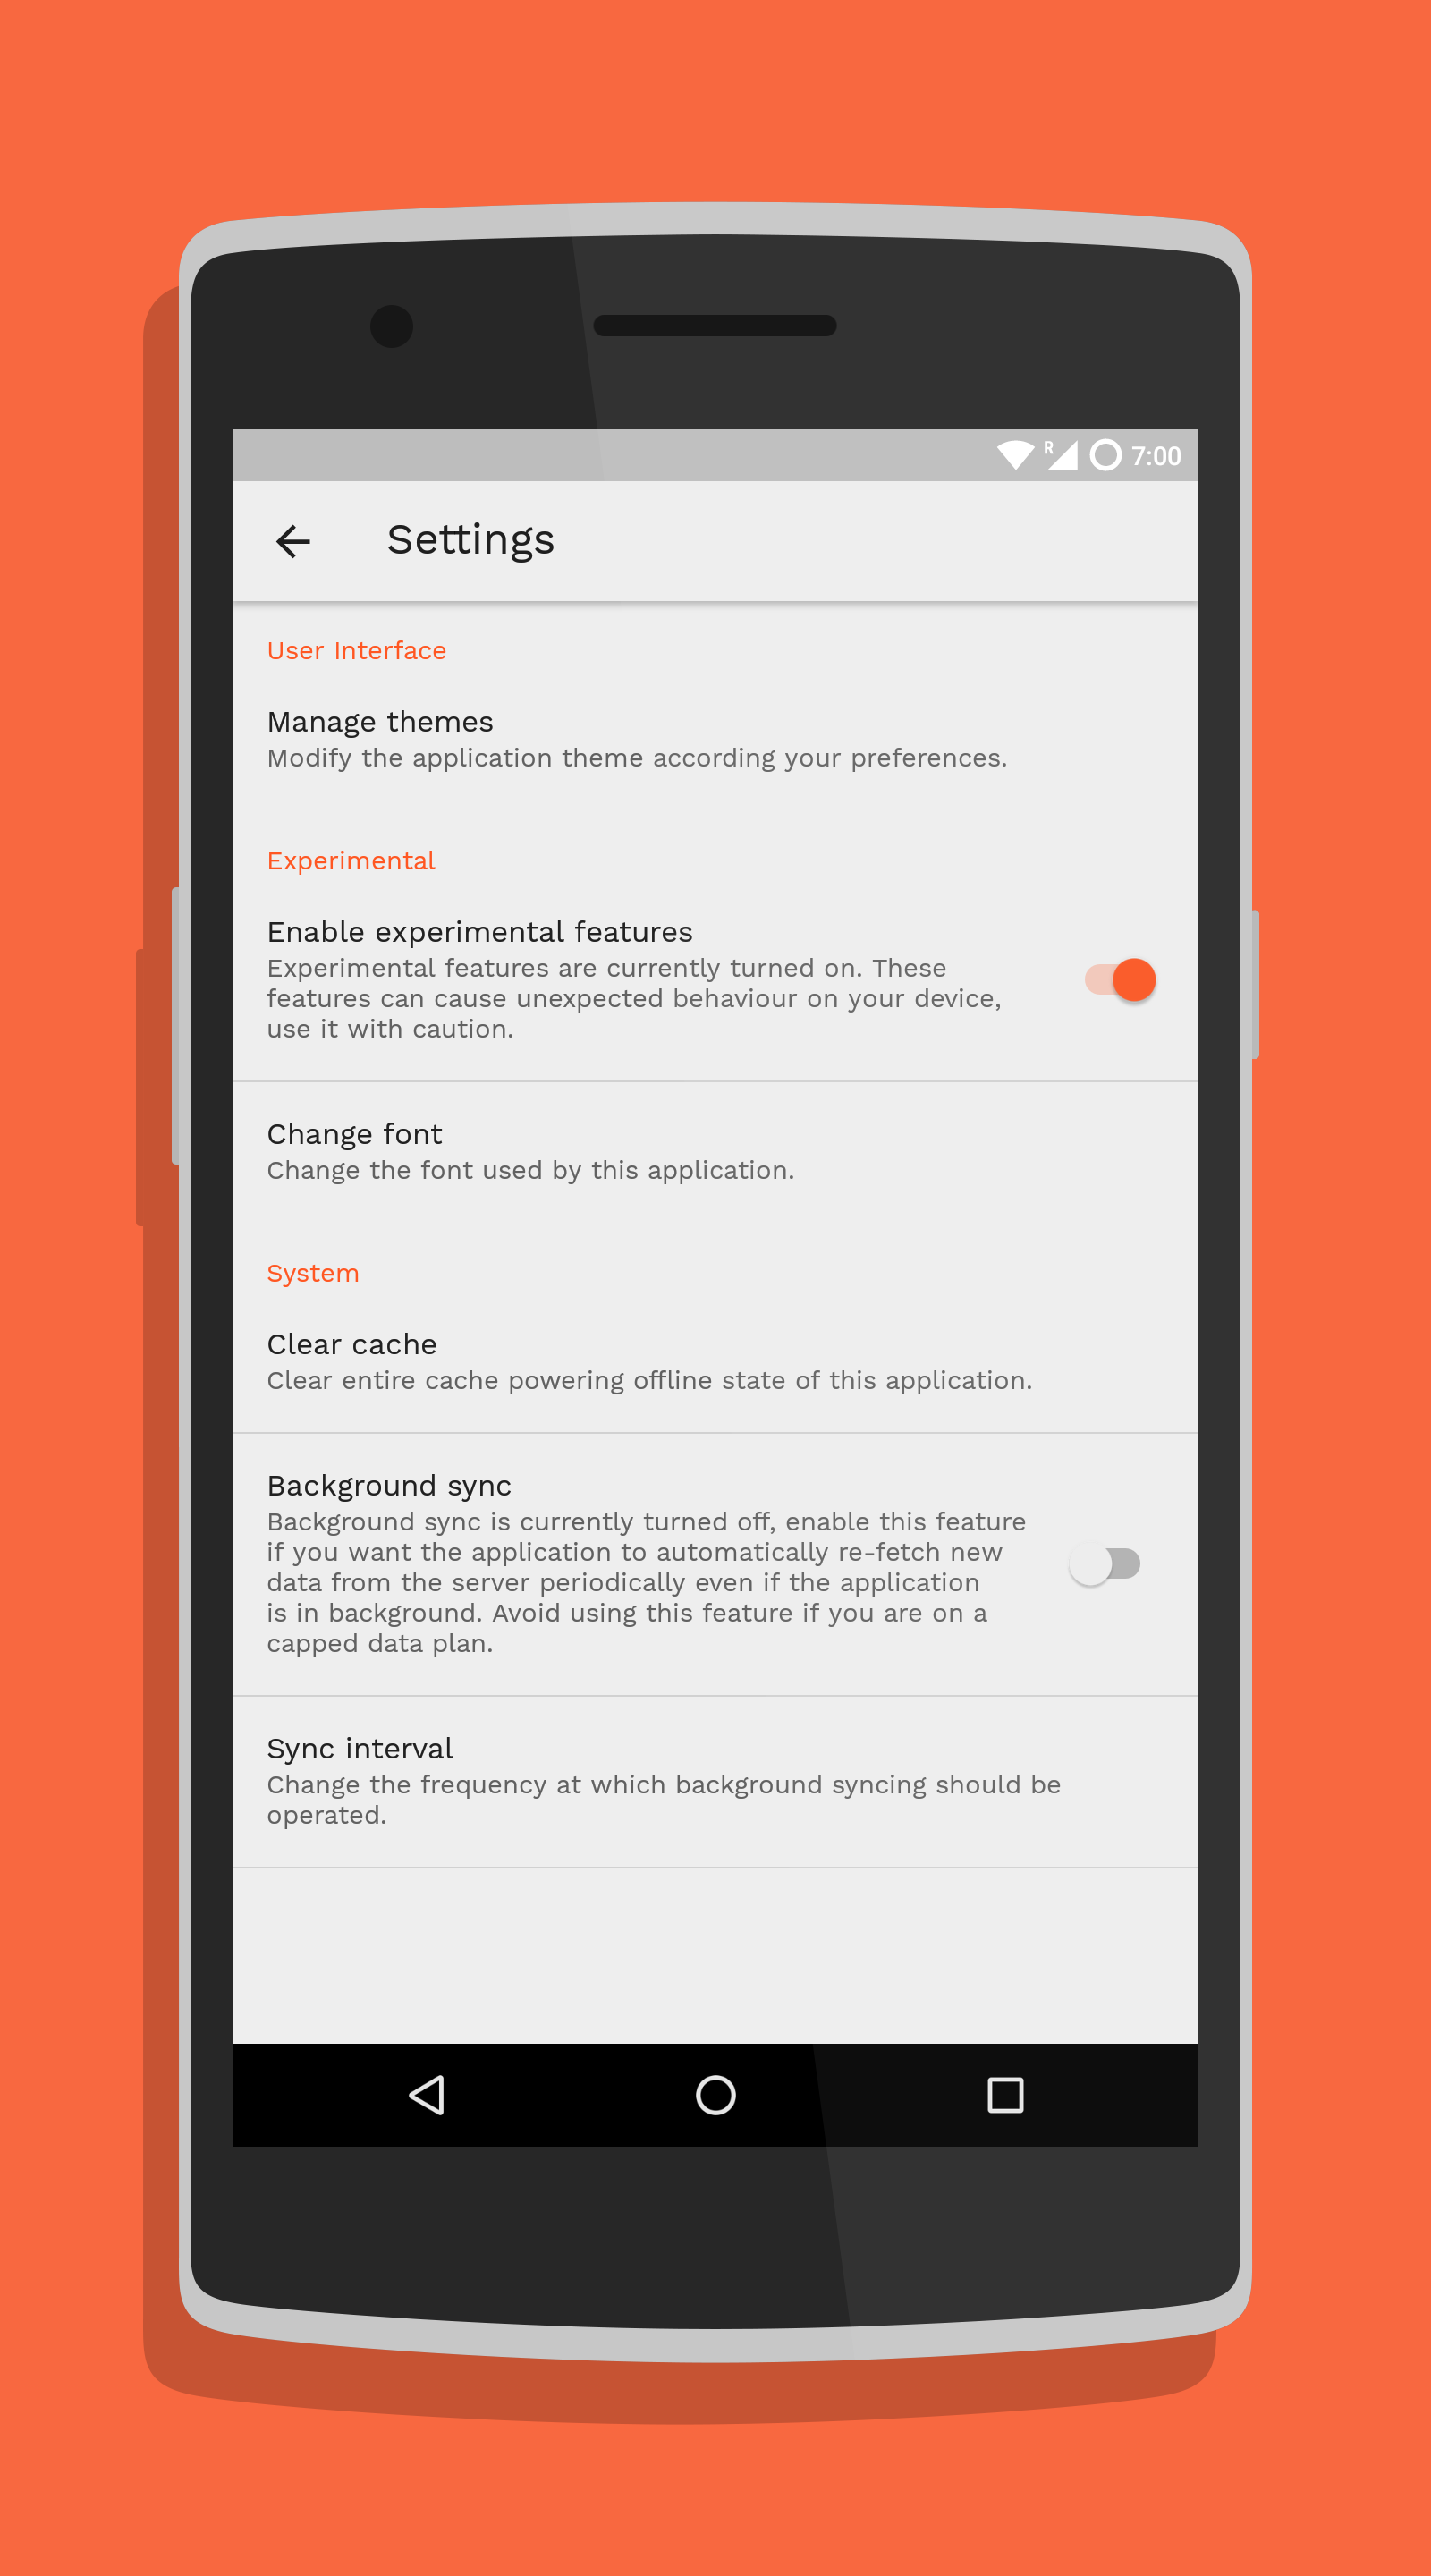 R 7:00
Settings
User Interface
Manage themes
Modify the application theme according your preferences.
Experimental
Enable experimental features
Experimental features are currently turned on. These
features can cause unexpected behaviour on your device,
use it with caution.
Change font
Change the font used by this application.
System
Clear cache
Clear entire cache powering offline state of this application.
Background sync
Background sync is currently turned off, enable this feature
if you want the application to automatically re-fetch new
data from the server periodically even if the application
is in background. Avoid using this feature if you are on a
capped data plan.
Sync interval
Change the frequency at which background syncing should be
operated.